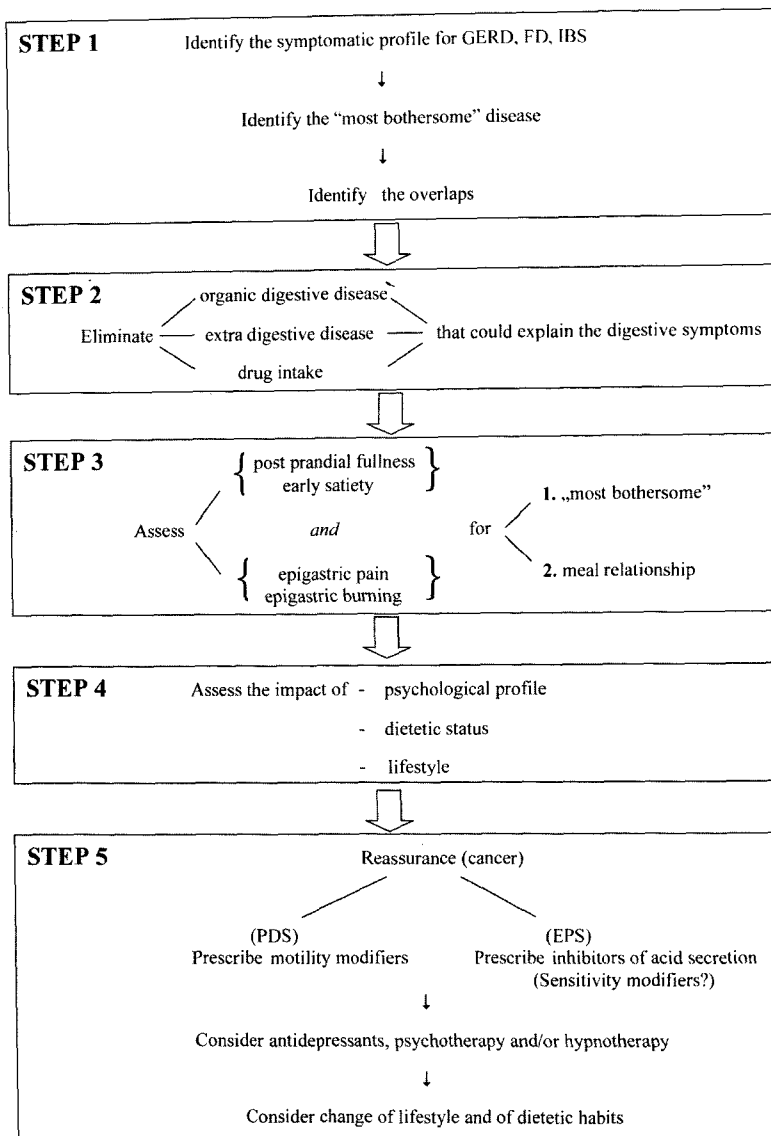 STEP 1
Identify the symptomatic profile for GERD, FD, IBS
↓
Identify the “most bothersome” disease
↓
Identify the overlaps
STEP 2
organic digestive disease
Eliminate
extra digestive disease
that could explain the digestive symptoms
drug intake
STEP 3
{ post prandial fullness }
early satiety
1. „most bothersome”
Assess
and
for
2. meal relationship
{ epigastric pain }
epigastric burning
STEP 4
Assess the impact of - psychological profile
- dietetic status
- lifestyle
STEP 5
Reassurance (cancer)
(PDS)
Prescribe motility modifiers
(EPS)
Prescribe inhibitors of acid secretion
(Sensitivity modifiers?)
↓
Consider antidepressants, psychotherapy and/or hypnotherapy
↓
Consider change of lifestyle and of dietetic habits